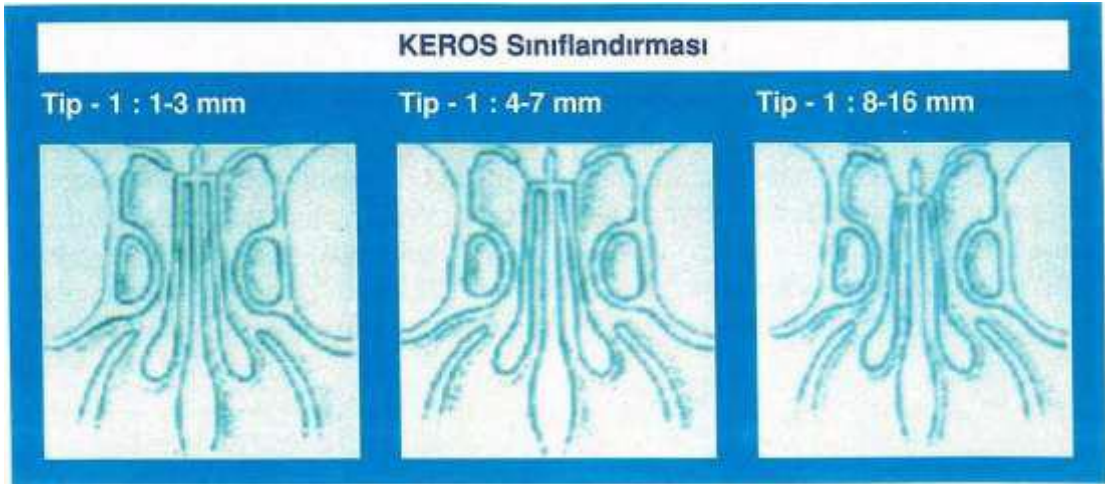 KEROS Sınıflandırması
Tip - 1 : 1-3 mm
Tip - 1 : 4-7 mm
Tip - 1 : 8-16 mm